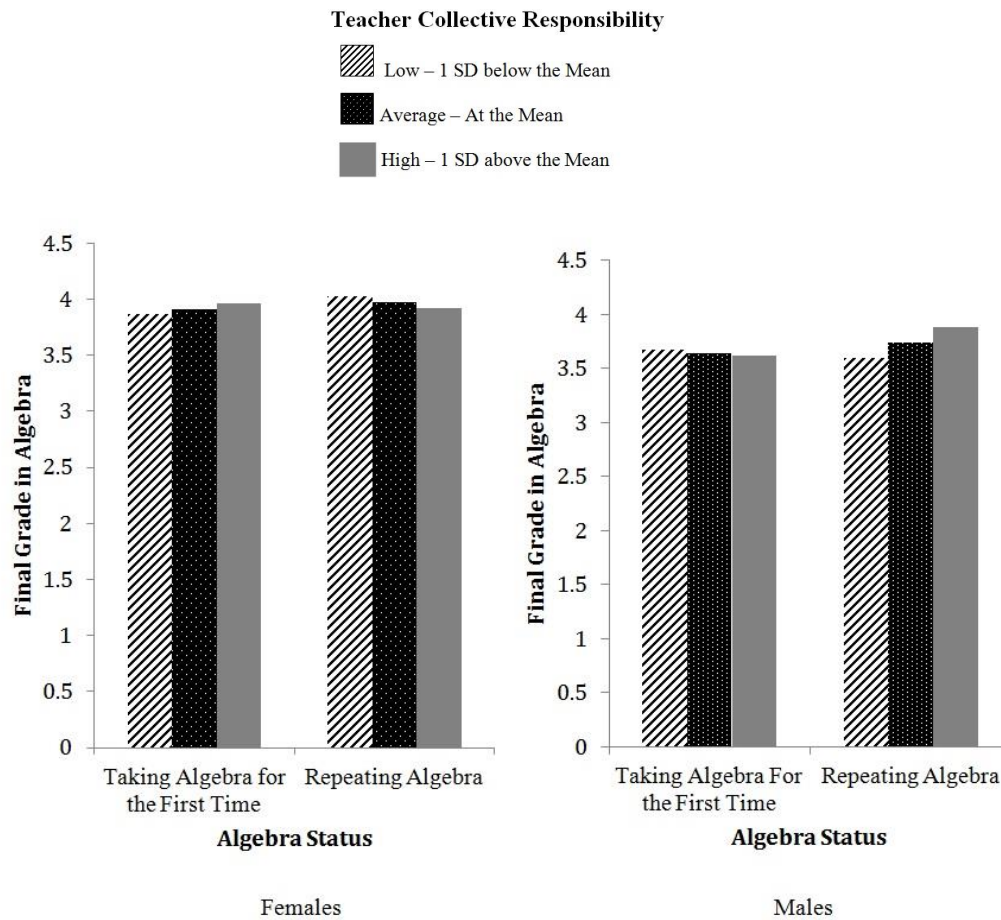 Teacher Collective Responsibility
Low – 1 SD below the Mean
Average – At the Mean
High – 1 SD above the Mean
Final Grade in Algebra
4.5
4
3.5
3
2.5
2
1.5
1
0.5
0
Taking Algebra for
the First Time
Repeating Algebra
Algebra Status
Females
Final Grade in Algebra
4.5
4
3.5
3
2.5
2
1.5
1
0.5
0
Taking Algebra For
the First Time
Repeating Algebra
Algebra Status
Males